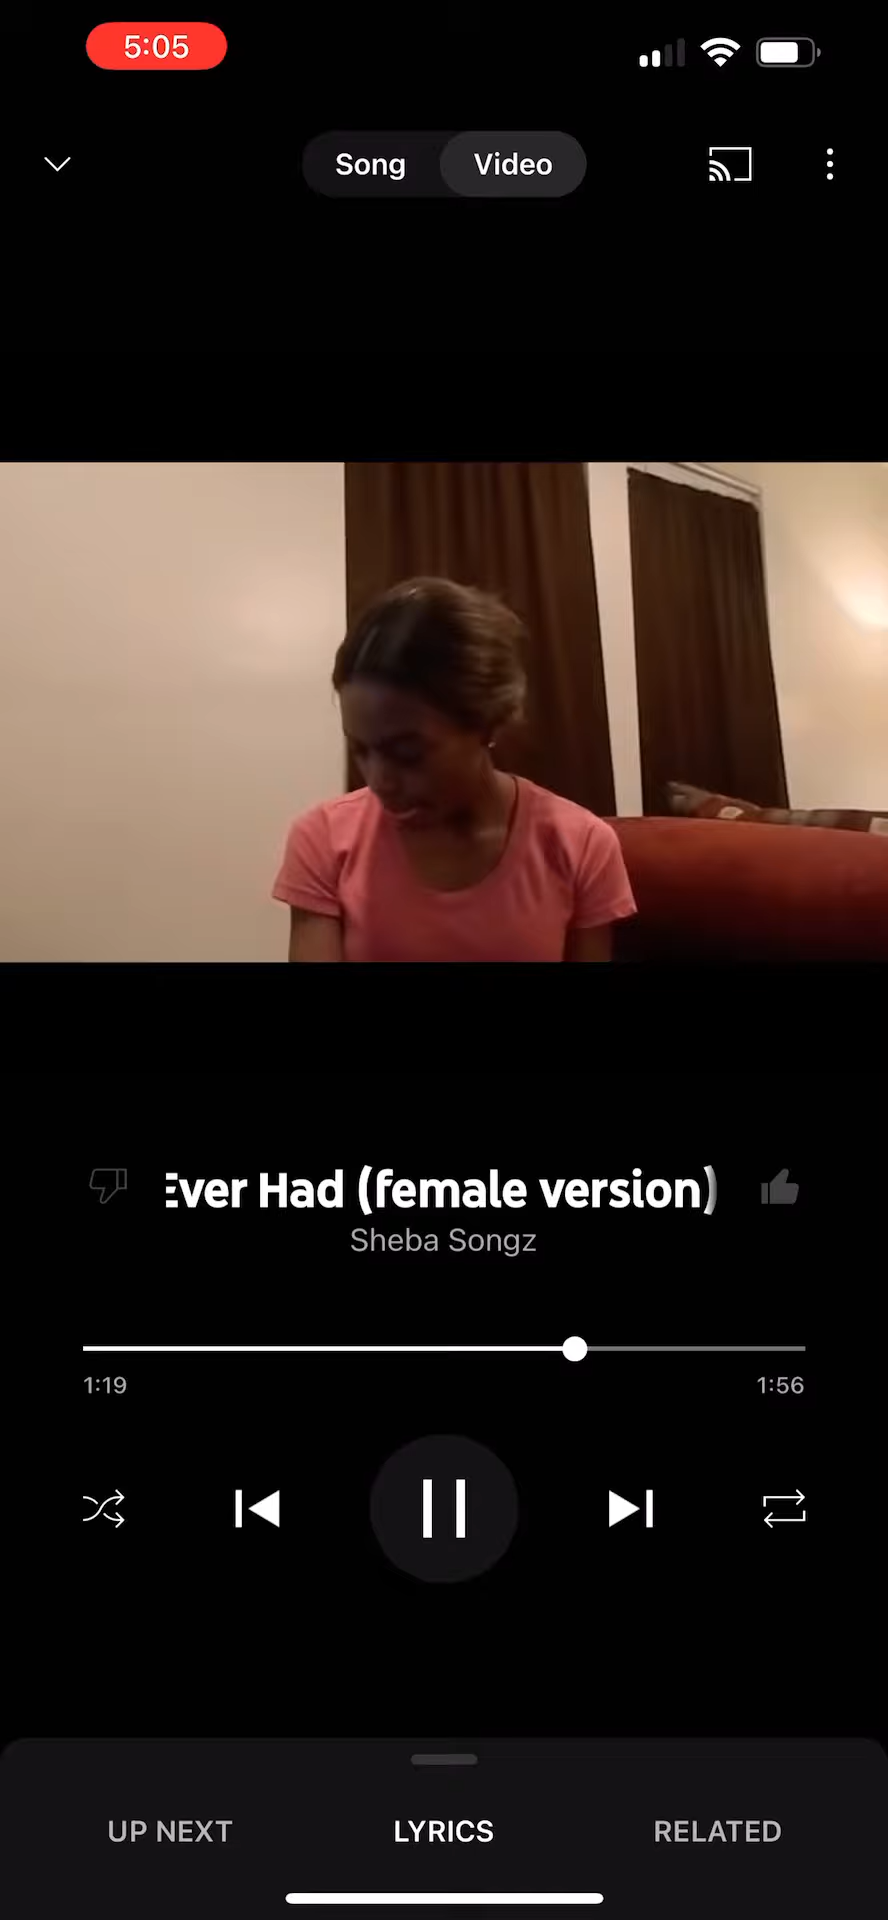 5:05
Song Video
Ever Had (female version)
Sheba Songz
1:19 1:56
UP NEXT LYRICS RELATED